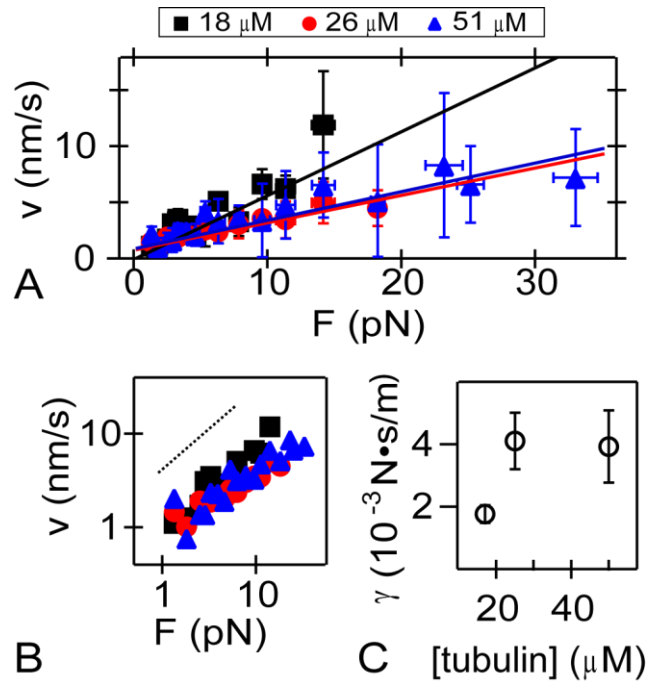 18 μM 26 μM 51 μM
v (nm/s)
10
0
0 10 20 30
F (pN)
A
v (nm/s)
10
1
1 10
F (pN)
B
γ (10⁻³ N•s/m)
4
2
20 40
[tubulin] (μM)
C